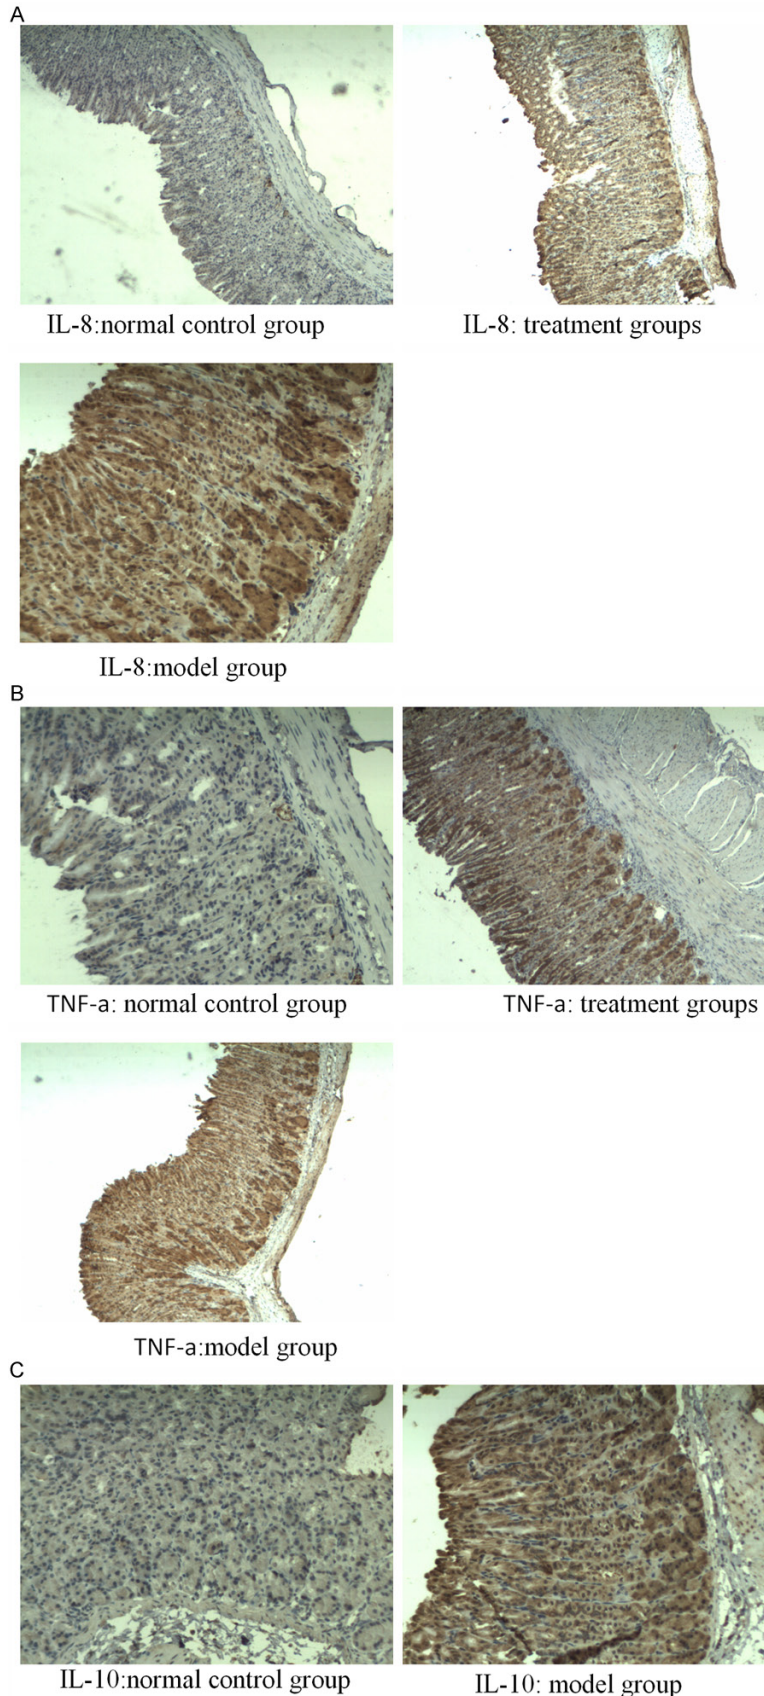 A
IL-8:normal control group
IL-8: treatment groups
IL-8:model group
B
TNF-a: normal control group
TNF-a: treatment groups
TNF-a:model group
C
IL-10:normal control group
IL-10: model group